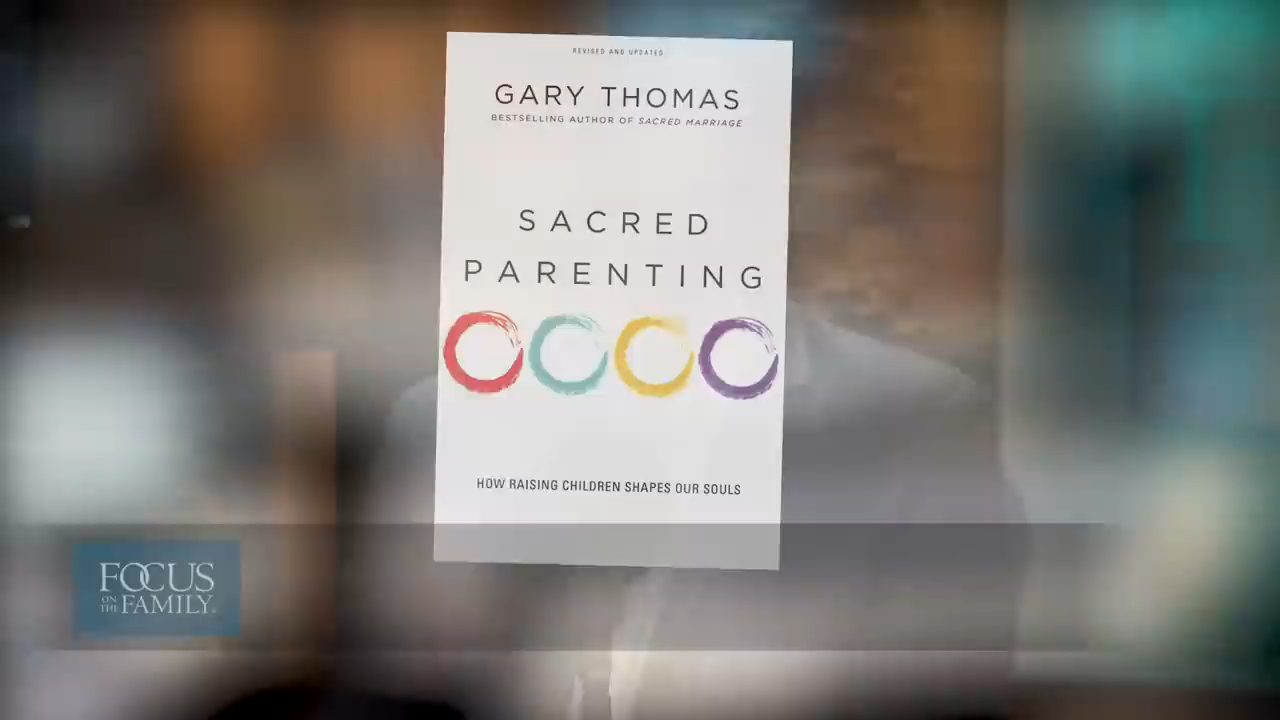 REVISED AND UPDATED
GARY THOMAS
BESTSELLING AUTHOR OF SACRED MARRIAGE
SACRED
PARENTING
HOW RAISING CHILDREN SHAPES OUR SOULS
FOCUS
ON THE FAMILY®